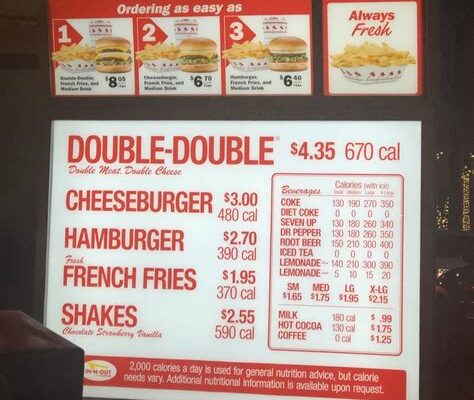 Ordering as easy as
1
2
3
Double-Double,
French Fries, and
Medium Drink
$8.05
Cheeseburger,
French Fries, and
Medium Drink
$6.70
Hamburger,
French Fries, and
Medium Drink
$6.40
Always
Fresh
DOUBLE-DOUBLE® $4.35 670 cal
Double Meat. Double Cheese
CHEESEBURGER $3.00
480 cal
HAMBURGER $2.70
390 cal
Fresh
FRENCH FRIES $1.95
370 cal
SHAKES $2.55
Chocolate Strawberry Vanilla 590 cal
Beverages Calories (with ice)
Small Medium Large X-Large
COKE 130 190 270 350
DIET COKE 0 0 0 0
SEVEN UP 130 180 260 340
DR PEPPER 130 180 260 350
ROOT BEER 150 210 300 400
ICED TEA 0 0 0 0
LEMONADE 140 210 300 390
LEMONADE 5 10 15 20
SM MED LG X-LG
$1.65 $1.75 $1.95 $2.15
MILK 180 cal $ .99
HOT COCOA 130 cal $1.75
COFFEE 0 cal $1.25
IN-N-OUT
2,000 calories a day is used for general nutrition advice, but calorie
needs vary. Additional nutritional information is available upon request.